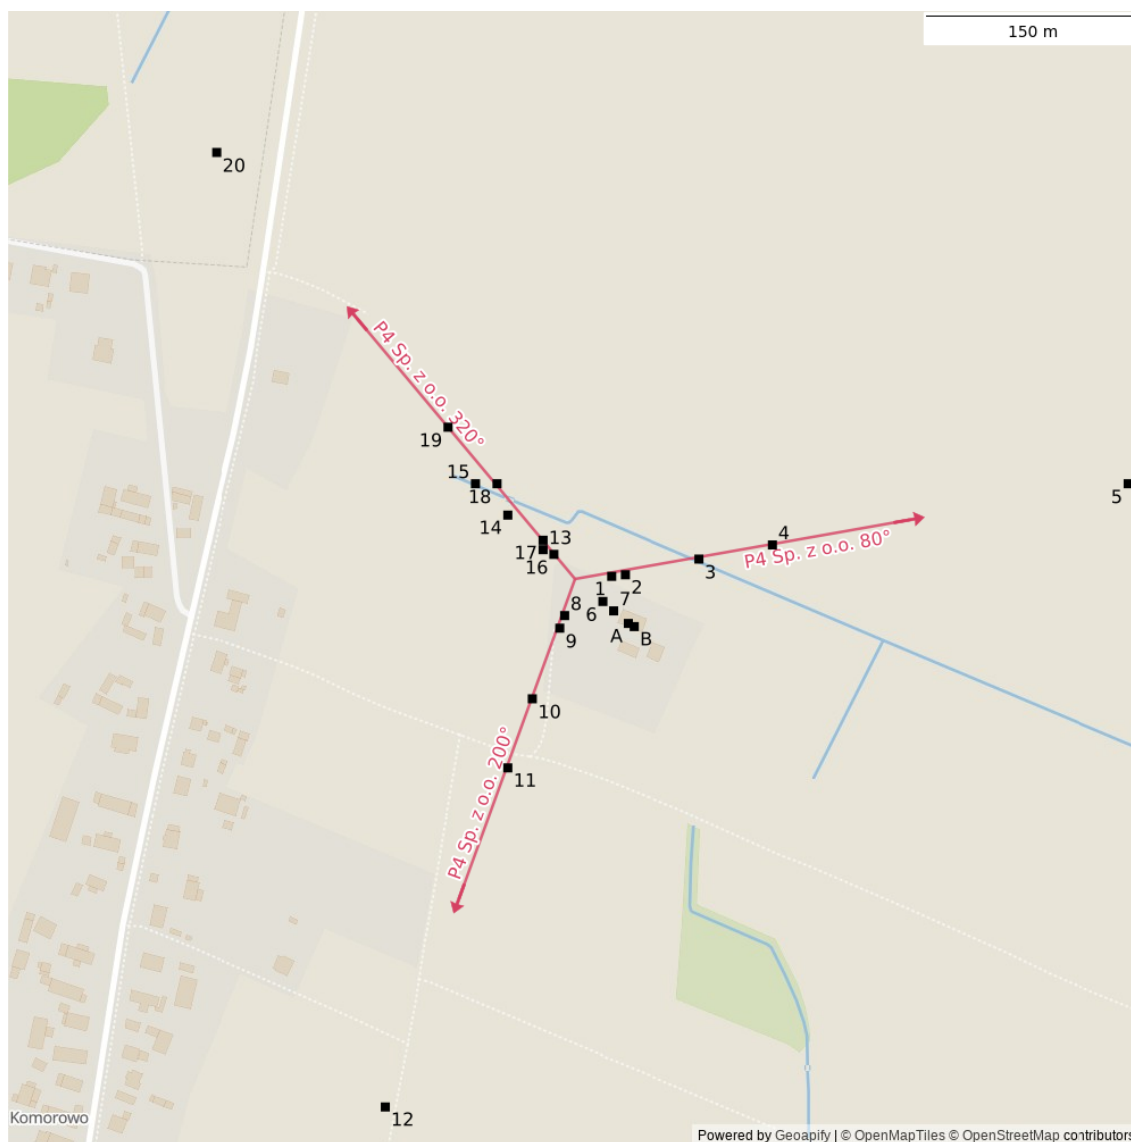 150 m
20
P4 Sp. z o.o. 320°
19
15
18
5
14
13
4
17
P4 Sp. z o.o. 80°
16
3
1
2
7
8
6
A
B
9
10
P4 Sp. z o.o. 200°
11
12
Komorowo
Powered by Geoapify | © OpenMapTiles © OpenStreetMap contributors